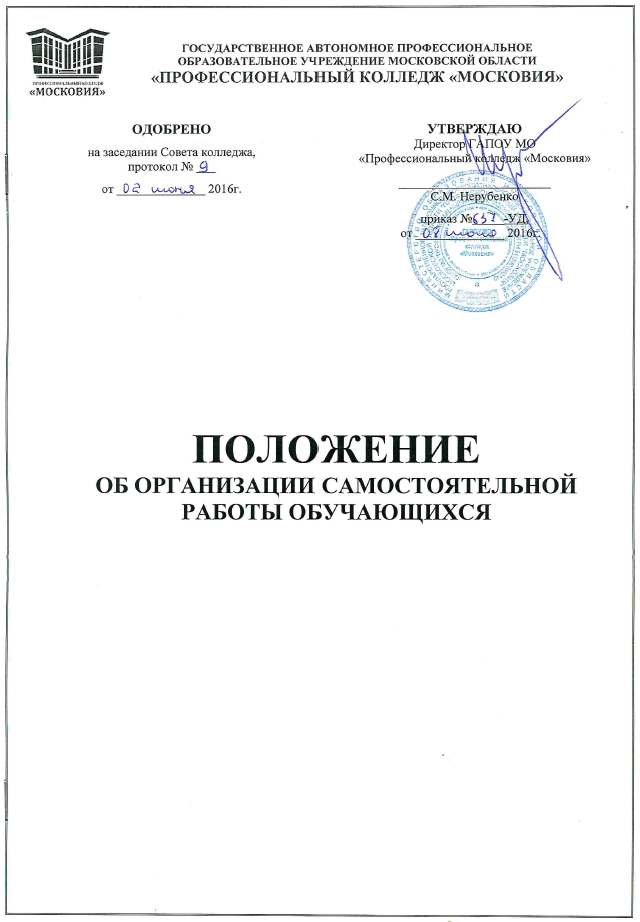 ГОСУДАРСТВЕННОЕ АВТОНОМНОЕ ПРОФЕССИОНАЛЬНОЕ
ОБРАЗОВАТЕЛЬНОЕ УЧРЕЖДЕНИЕ МОСКОВСКОЙ ОБЛАСТИ
«ПРОФЕССИОНАЛЬНЫЙ КОЛЛЕДЖ «МОСКОВИЯ»
ПРОФЕССИОНАЛЬНЫЙ КОЛЛЕДЖ
«МОСКОВИЯ»
ОДОБРЕНО
на заседании Совета колледжа,
протокол № 9
от 02 июня 2016г.
УТВЕРЖДАЮ
Директор ГАПОУ МО
«Профессиональный колледж «Московия»
С.М. Нерубенко
приказ № 637 -УД
от 08 июня 2016г.
колледж
«Московия»
ПОЛОЖЕНИЕ
ОБ ОРГАНИЗАЦИИ САМОСТОЯТЕЛЬНОЙ
РАБОТЫ ОБУЧАЮЩИХСЯ